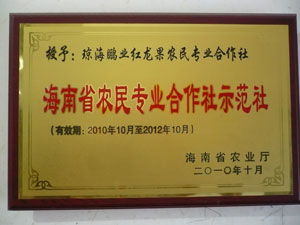 授予：琼海鹏业红龙果农民专业合作社
海南省农民专业合作社示范社
（有效期：2010年10月至2012年10月）
海南省农业厅
二〇一〇年十月